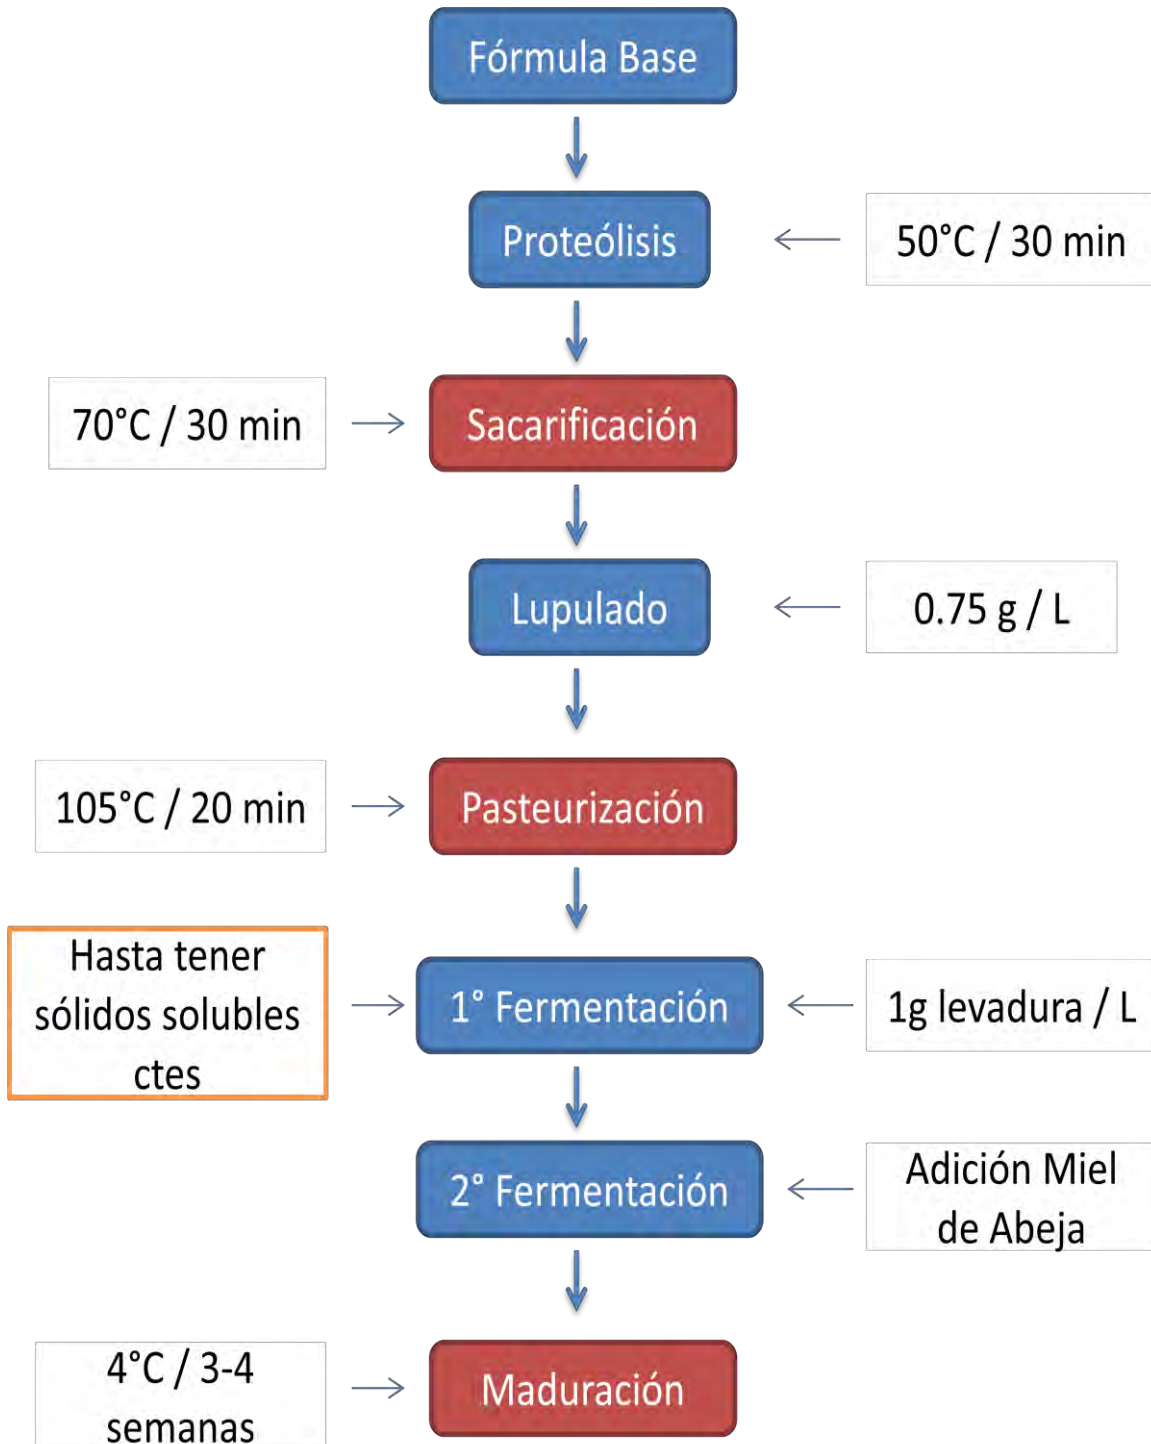 Fórmula Base
Proteólisis
50°C / 30 min
70°C / 30 min
Sacarificación
Lupulado
0.75 g / L
105°C / 20 min
Pasteurización
Hasta tener
sólidos solubles
ctes
1° Fermentación
1g levadura / L
2° Fermentación
Adición Miel
de Abeja
4°C / 3-4
semanas
Maduración